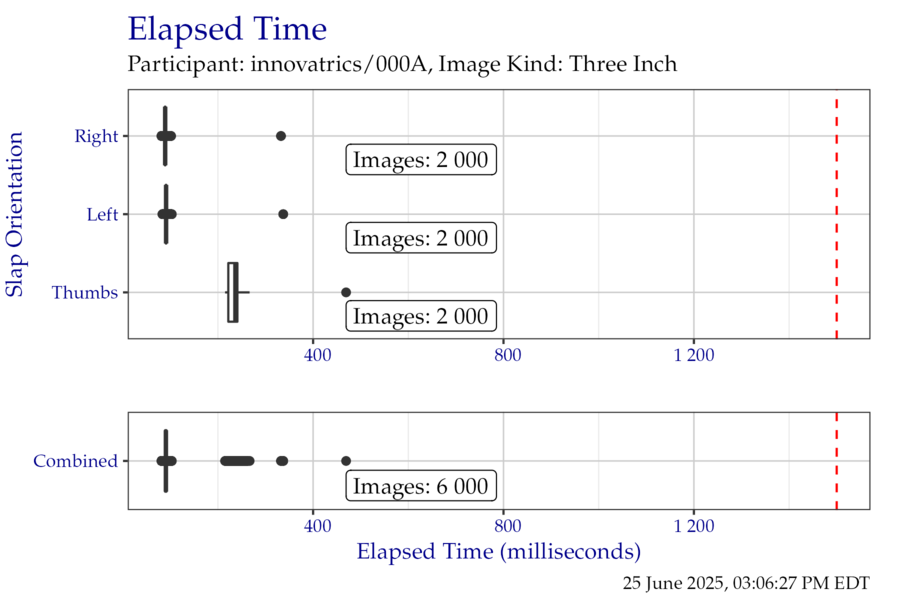 Elapsed Time
Participant: innovatrics/000A, Image Kind: Three Inch
Slap Orientation
Right
Images: 2 000
Left
Images: 2 000
Thumbs
Images: 2 000
400 800 1 200
Combined
Images: 6 000
400 800 1 200
Elapsed Time (milliseconds)
25 June 2025, 03:06:27 PM EDT